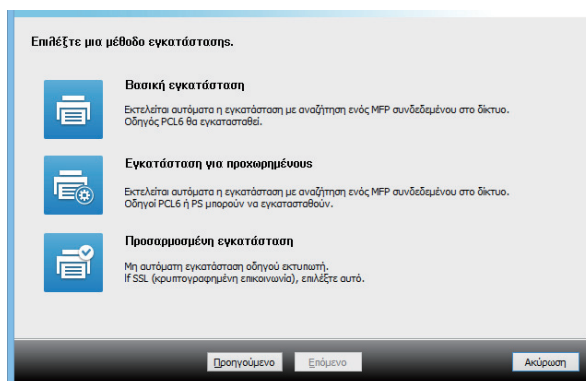 Επιλέξτε μια μέθοδο εγκατάστασης.
Βασική εγκατάσταση
Εκτελείται αυτόματα η εγκατάσταση με αναζήτηση ενός MFP συνδεδεμένου στο δίκτυο.
Οδηγός PCL6 θα εγκατασταθεί.
Εγκατάσταση για προχωρημένους
Εκτελείται αυτόματα η εγκατάσταση με αναζήτηση ενός MFP συνδεδεμένου στο δίκτυο.
Οδηγοί PCL6 ή PS μπορούν να εγκατασταθούν.
Προσαρμοσμένη εγκατάσταση
Μη αυτόματη εγκατάσταση οδηγού εκτυπωτή.
If SSL (κρυπτογραφημένη επικοινωνία), επιλέξτε αυτό.
Προηγούμενο Επόμενο Ακύρωση